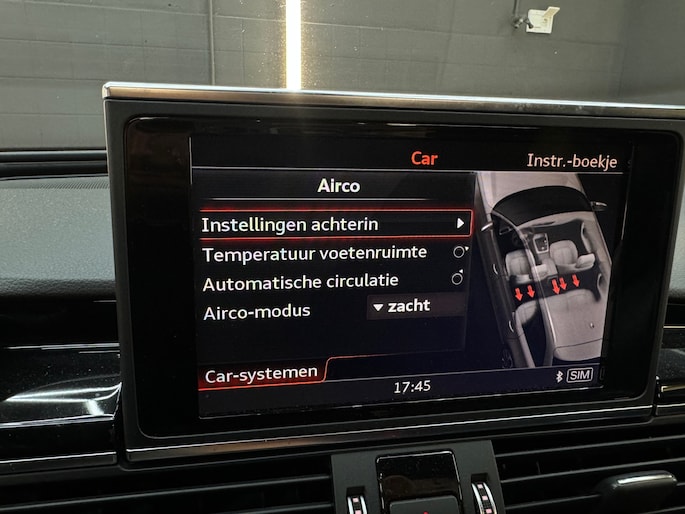 Car
Instr.-boekje
Airco
Instellingen achterin
Temperatuur voetenruimte
Automatische circulatie
Airco-modus
zacht
Car-systemen
17:45
SIM